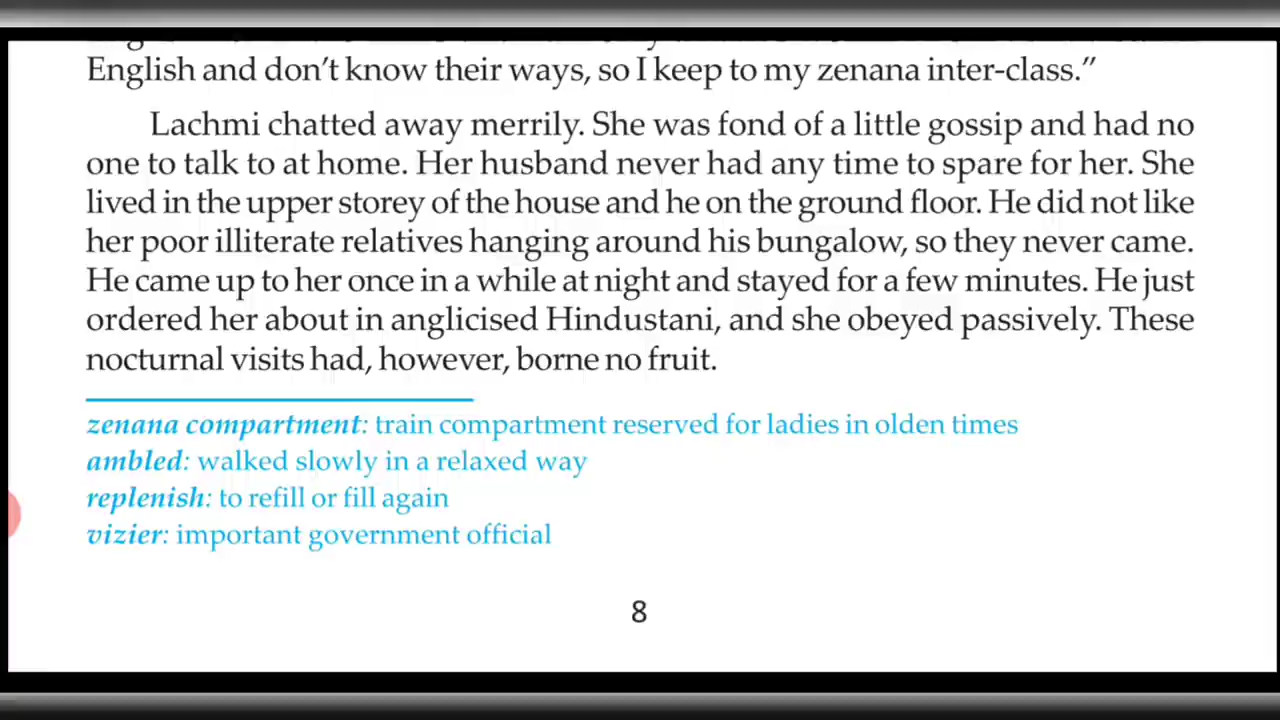 English and don't know their ways, so I keep to my zenana inter-class."
Lachmi chatted away merrily. She was fond of a little gossip and had no
one to talk to at home. Her husband never had any time to spare for her. She
lived in the upper storey of the house and he on the ground floor. He did not like
her poor illiterate relatives hanging around his bungalow, so they never came.
He came up to her once in a while at night and stayed for a few minutes. He just
ordered her about in anglicised Hindustani, and she obeyed passively. These
nocturnal visits had, however, borne no fruit.
zenana compartment: train compartment reserved for ladies in olden times
ambled: walked slowly in a relaxed way
replenish: to refill or fill again
vizier: important government official
8